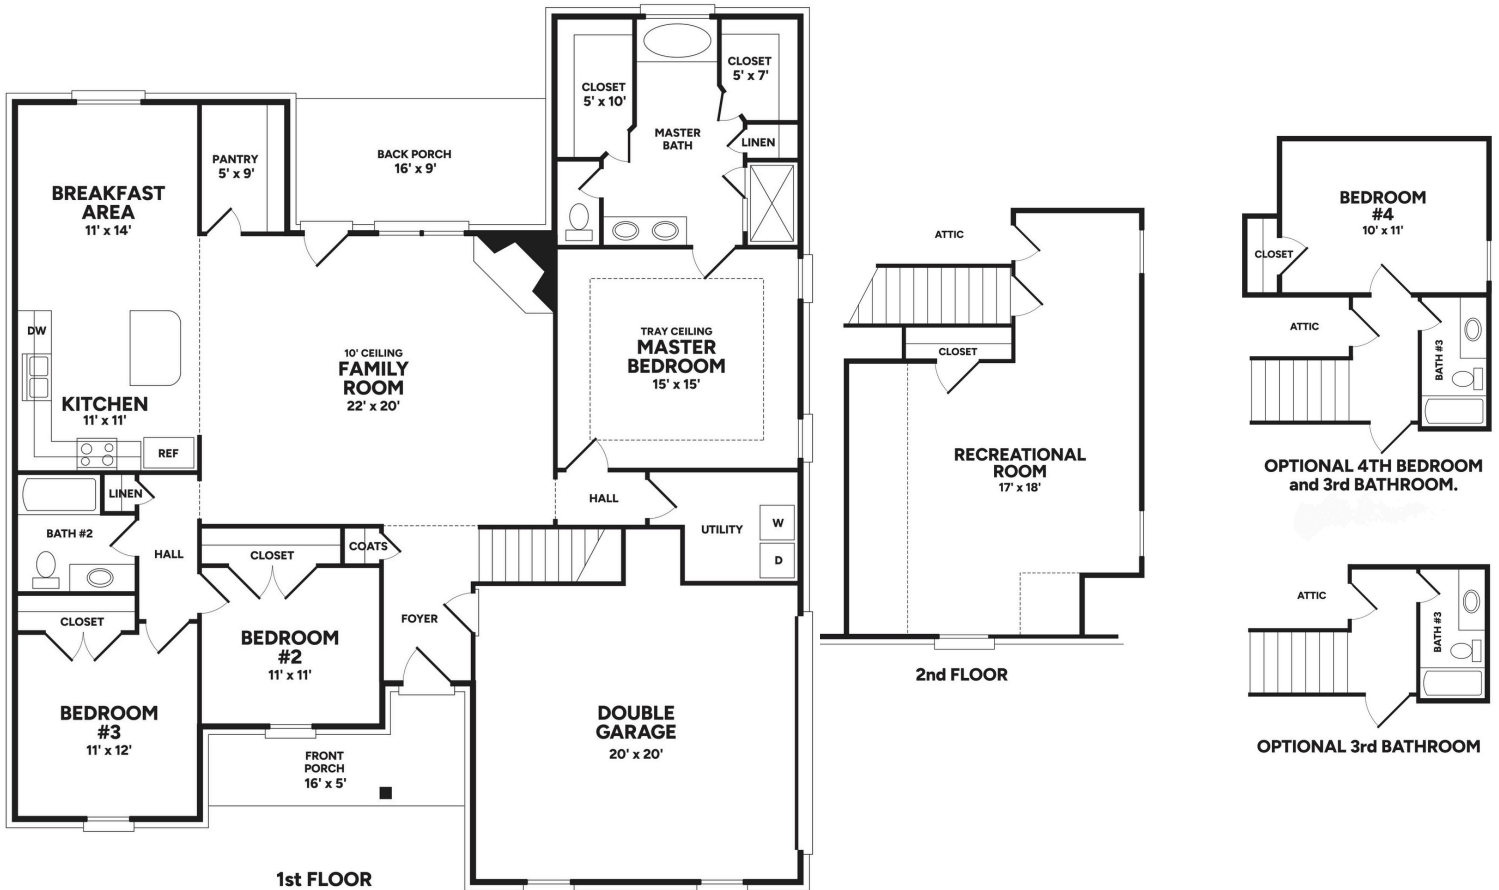 BREAKFAST
AREA
11' x 14'
PANTRY
5' x 9'
BACK PORCH
16' x 9'
CLOSET
5' x 10'
MASTER
BATH
CLOSET
5' x 7'
LINEN
DW
KITCHEN
11' x 11'
REF
10' CEILING
FAMILY
ROOM
22' x 20'
TRAY CEILING
MASTER
BEDROOM
15' x 15'
HALL
UTILITY
W
D
LINEN
BATH #2
HALL
CLOSET
COATS
CLOSET
FOYER
BEDROOM
#2
11' x 11'
BEDROOM
#3
11' x 12'
FRONT
PORCH
16' x 5'
DOUBLE
GARAGE
20' x 20'
1st FLOOR
ATTIC
CLOSET
RECREATIONAL
ROOM
17' x 18'
2nd FLOOR
BEDROOM
#4
10' x 11'
CLOSET
ATTIC
BATH #3
OPTIONAL 4TH BEDROOM
and 3rd BATHROOM.
ATTIC
BATH #3
OPTIONAL 3rd BATHROOM